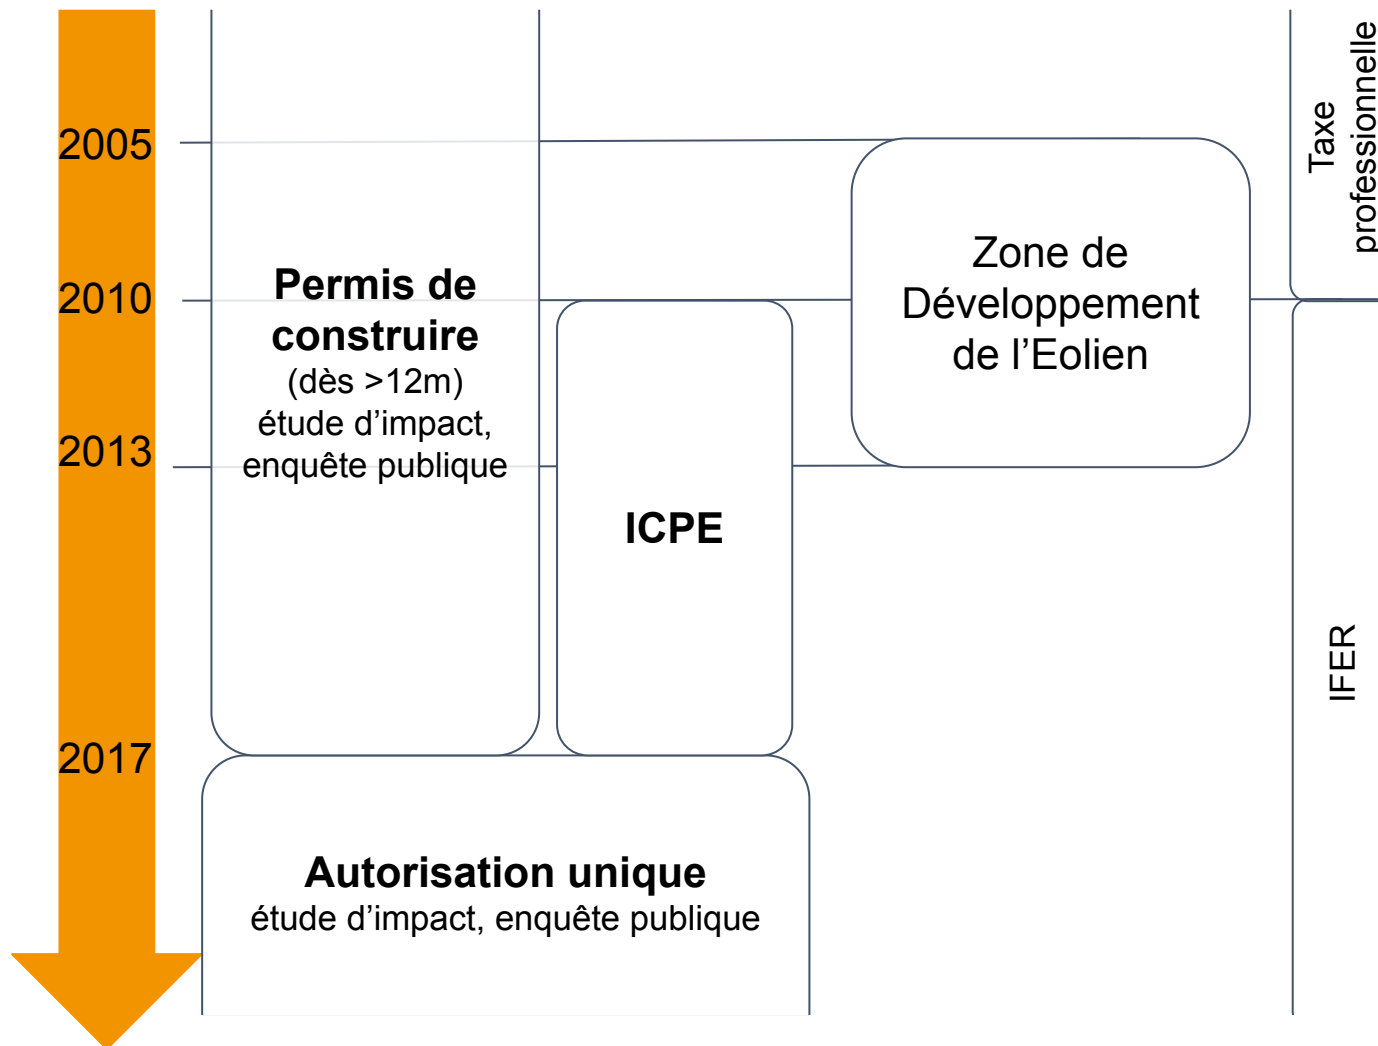 2005
2010
2013
2017
Permis de
construire
(dès >12m)
étude d’impact,
enquête publique
ICPE
Zone de
Développement
de l’Eolien
Taxe
professionnelle
IFER
Autorisation unique
étude d’impact, enquête publique